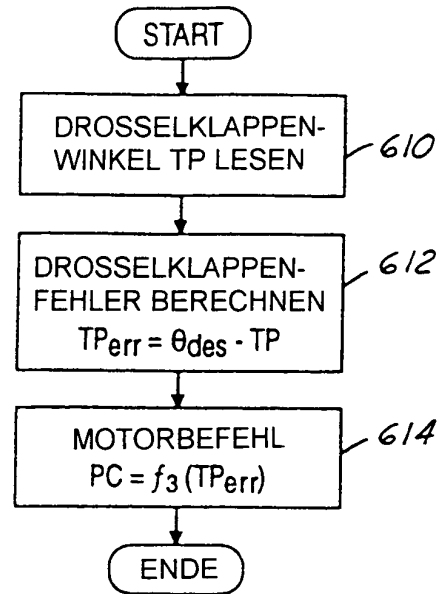 START
DROSSELKLAPPEN-
WINKEL TP LESEN
610
DROSSELKLAPPEN-
FEHLER BERECHNEN
TPerr = θdes - TP
612
MOTORBEFEHL
PC = f3 (TPerr)
614
ENDE